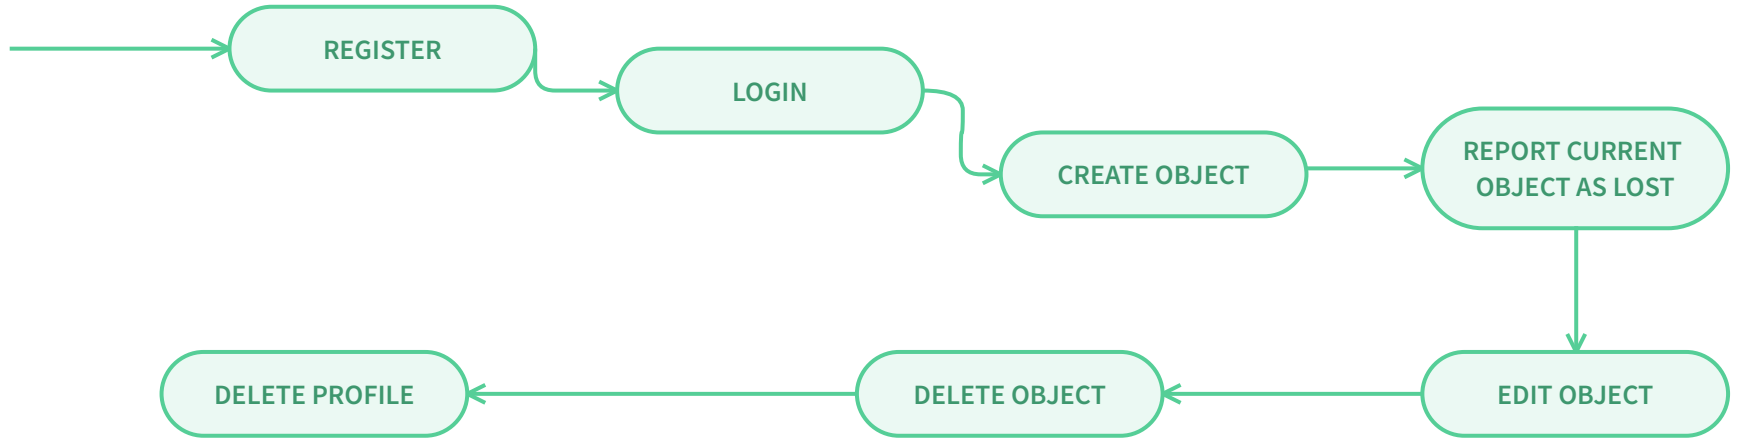 REGISTER
LOGIN
CREATE OBJECT
REPORT CURRENT
OBJECT AS LOST
EDIT OBJECT
DELETE OBJECT
DELETE PROFILE